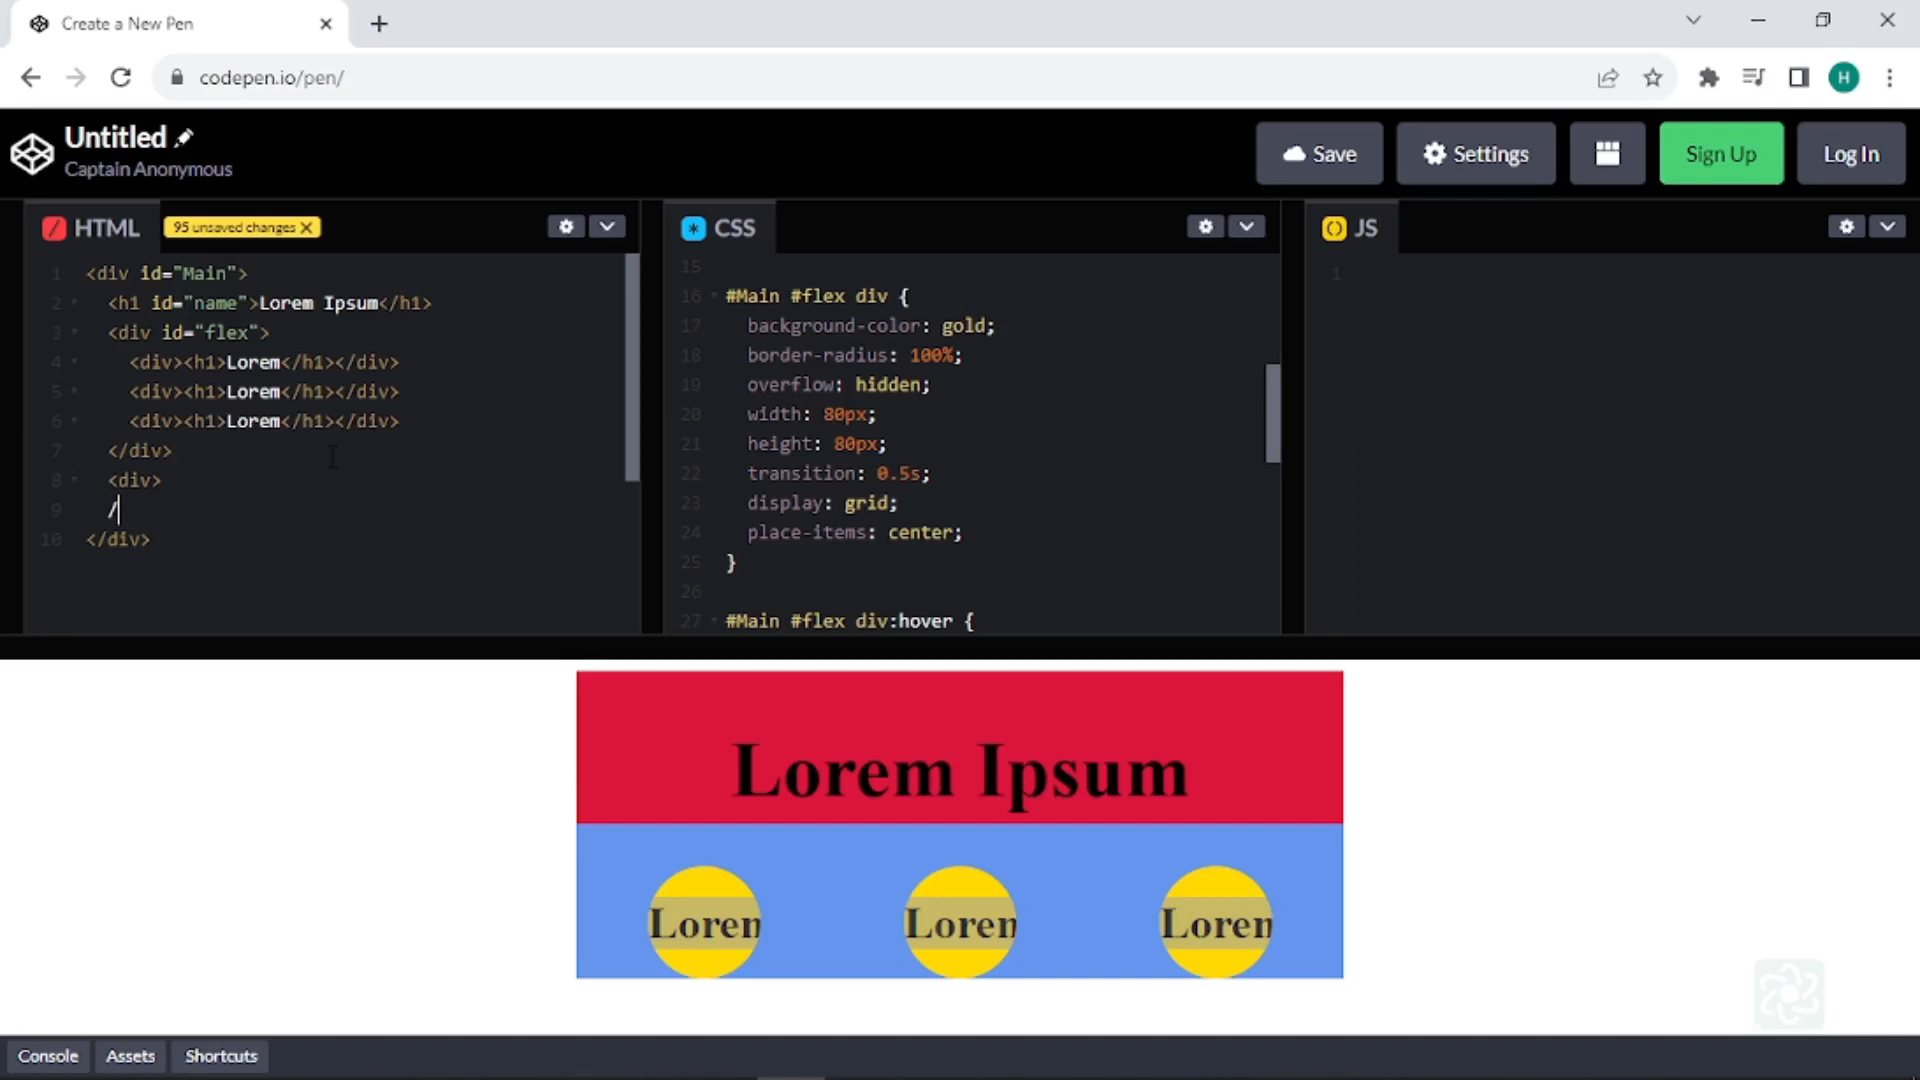 Create a New Pen
codepen.io/pen/
H
Untitled
Captain Anonymous
Save
Settings
Sign Up
Log In
HTML
95 unsaved changes
1 <div id="Main">
2 <h1 id="name">Lorem Ipsum</h1>
3 <div id="flex">
4 <div><h1>Lorem</h1></div>
5 <div><h1>Lorem</h1></div>
6 <div><h1>Lorem</h1></div>
7 </div>
8 <div>
9 /
10 </div>
CSS
15
16 #Main #flex div {
17 background-color: gold;
18 border-radius: 100%;
19 overflow: hidden;
20 width: 80px;
21 height: 80px;
22 transition: 0.5s;
23 display: grid;
24 place-items: center;
25 }
26
27 #Main #flex div:hover {
JS
1
Lorem Ipsum
Lorem
Lorem
Lorem
Console
Assets
Shortcuts